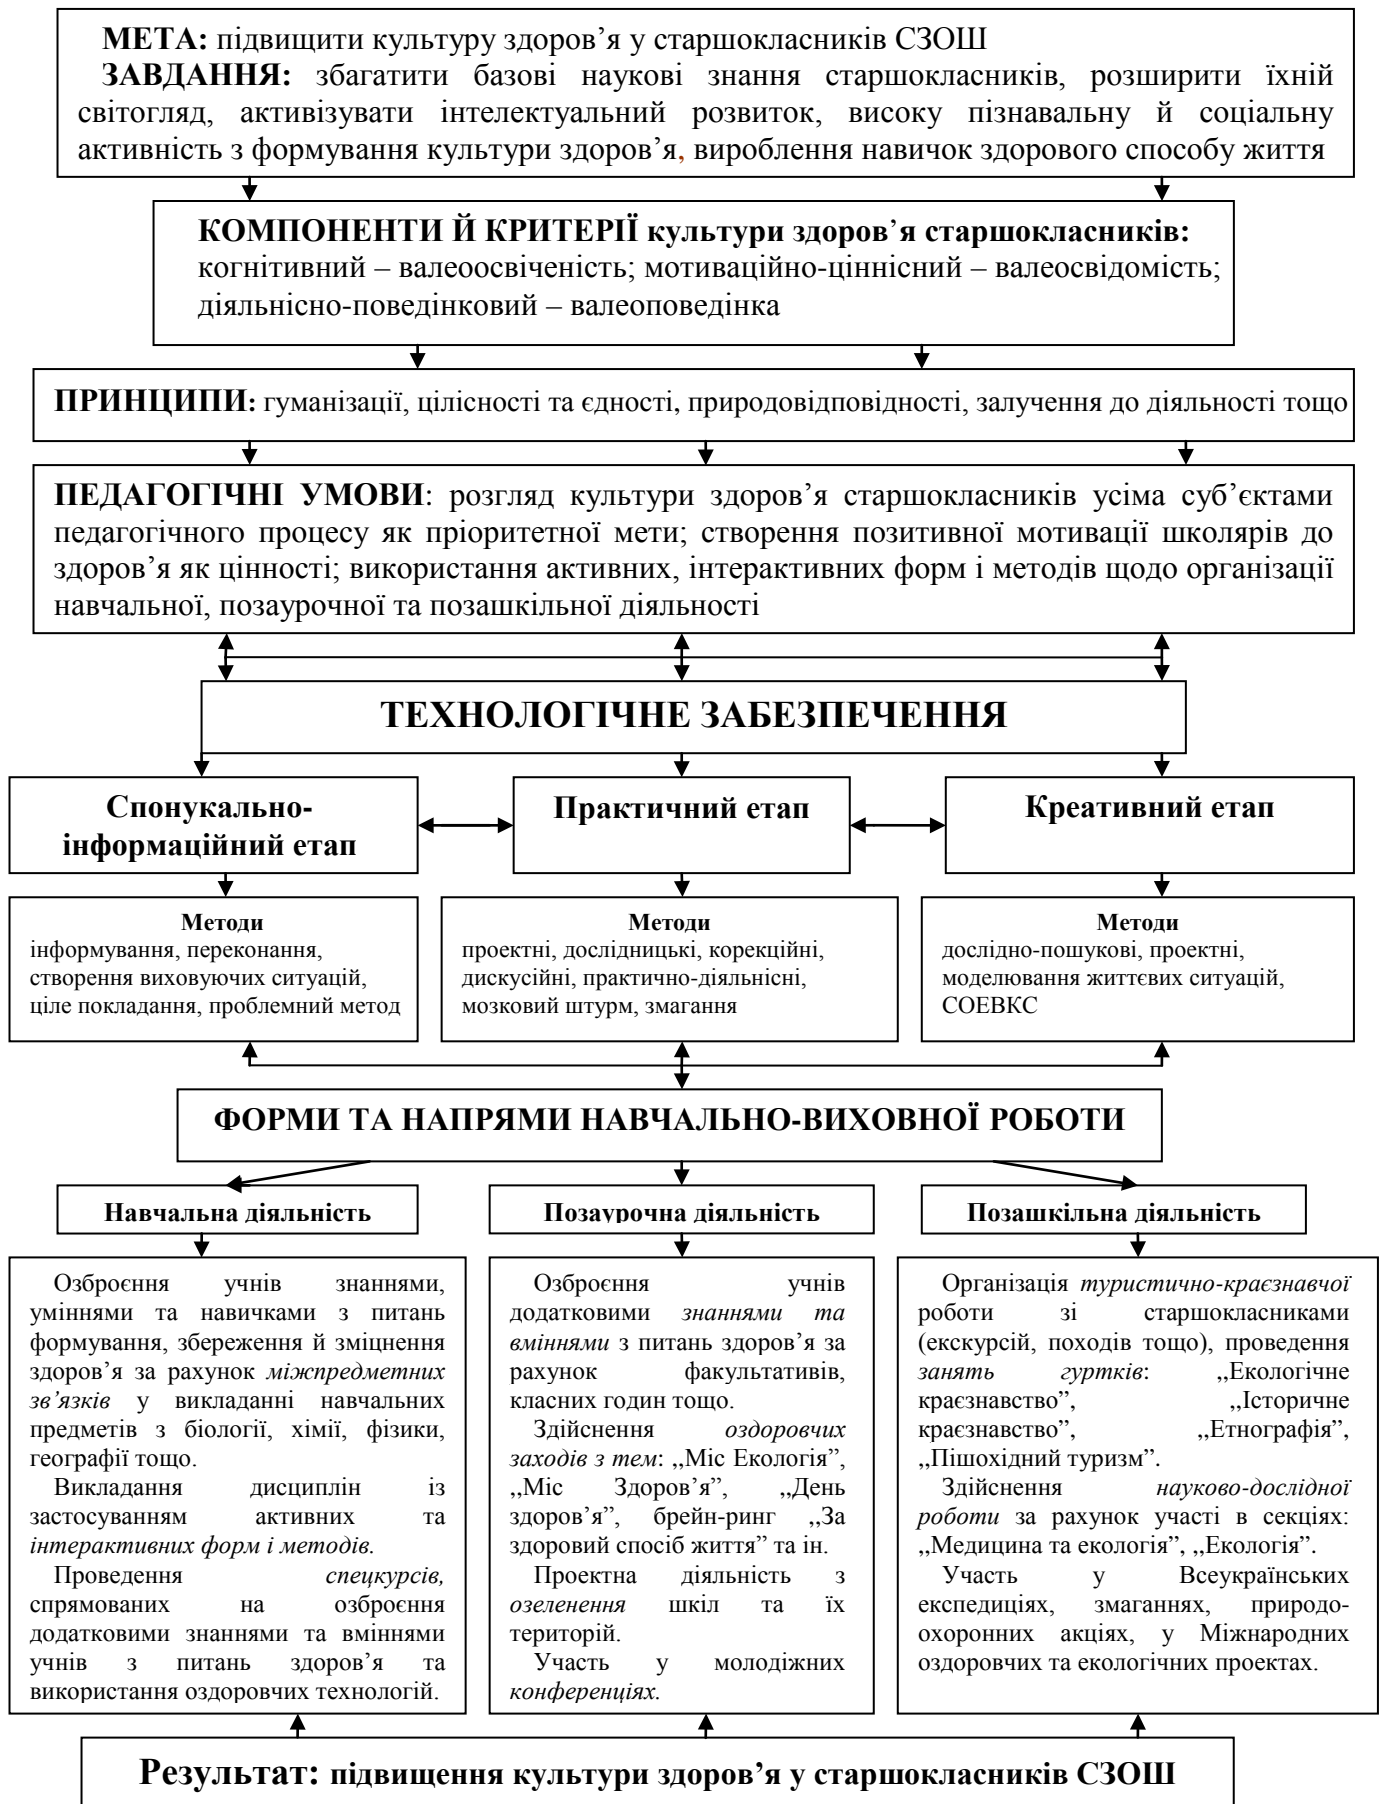 МЕТА: підвищити культуру здоров’я у старшокласників СЗОШ
ЗАВДАННЯ: збагатити базові наукові знання старшокласників, розширити їхній
світогляд, активізувати інтелектуальний розвиток, високу пізнавальну й соціальну
активність з формування культури здоров’я, вироблення навичок здорового способу життя
КОМПОНЕНТИ Й КРИТЕРІЇ культури здоров’я старшокласників:
когнітивний – валеоосвіченість; мотиваційно-ціннісний – валеосвідомість;
діяльнісно-поведінковий – валеоповедінка
ПРИНЦИПИ: гуманізації, цілісності та єдності, природовідповідності, залучення до діяльності тощо
ПЕДАГОГІЧНІ УМОВИ: розгляд культури здоров’я старшокласників усіма суб’єктами
педагогічного процесу як пріоритетної мети; створення позитивної мотивації школярів до
здоров’я як цінності; використання активних, інтерактивних форм і методів щодо організації
навчальної, позаурочної та позашкільної діяльності
ТЕХНОЛОГІЧНЕ ЗАБЕЗПЕЧЕННЯ
Спонукально-
інформаційний етап
Практичний етап
Креативний етап
Методи
інформування, переконання,
створення виховуючих ситуацій,
ціле покладання, проблемний метод
Методи
проектні, дослідницькі, корекційні,
дискусійні, практично-діяльнісні,
мозковий штурм, змагання
Методи
дослідно-пошукові, проектні,
моделювання життєвих ситуацій,
СОЕВКС
ФОРМИ ТА НАПРЯМИ НАВЧАЛЬНО-ВИХОВНОЇ РОБОТИ
Навчальна діяльність
Позаурочна діяльність
Позашкільна діяльність
Озброєння учнів знаннями,
уміннями та навичками з питань
формування, збереження й зміцнення
здоров’я за рахунок міжпредметних
зв’язків у викладанні навчальних
предметів з біології, хімії, фізики,
географії тощо.
Викладання дисциплін із
застосуванням активних та
інтерактивних форм і методів.
Проведення спецкурсів,
спрямованих на озброєння
додатковими знаннями та вміннями
учнів з питань здоров’я та
використання оздоровчих технологій.
Озброєння учнів
додатковими знаннями та
вміннями з питань здоров’я за
рахунок факультативів,
класних годин тощо.
Здійснення оздоровчих
заходів з тем: „Міс Екологія”,
„Міс Здоров’я”, „День
здоров’я”, брейн-ринг „За
здоровий спосіб життя” та ін.
Проектна діяльність з
озеленення шкіл та їх
територій.
Участь у молодіжних
конференціях.
Організація туристично-краєзнавчої
роботи зі старшокласниками
(екскурсій, походів тощо), проведення
занять гуртків: „Екологічне
краєзнавство”, „Історичне
краєзнавство”, „Етнографія”,
„Пішохідний туризм”.
Здійснення науково-дослідної
роботи за рахунок участі в секціях:
„Медицина та екологія”, „Екологія”.
Участь у Всеукраїнських
експедиціях, змаганнях, природо-
охоронних акціях, у Міжнародних
оздоровчих та екологічних проектах.
Результат: підвищення культури здоров’я у старшокласників СЗОШ